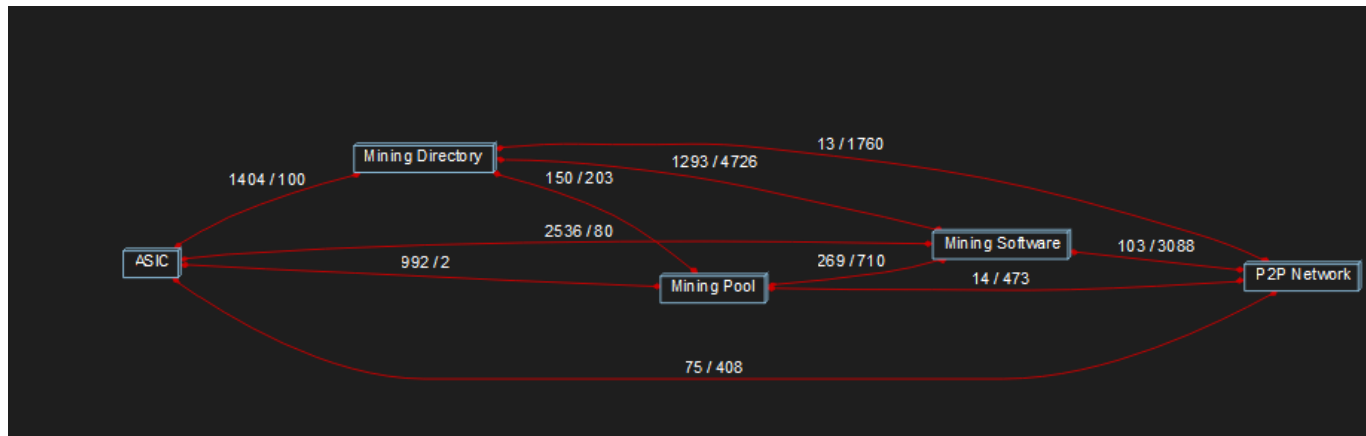 13 / 1760
Mining Directory
1293 / 4726
1404 / 100
150 / 203
2536 / 80
Mining Software
103 / 3088
ASIC
992 / 2
269 / 710
P2P Network
Mining Pool
14 / 473
75 / 408